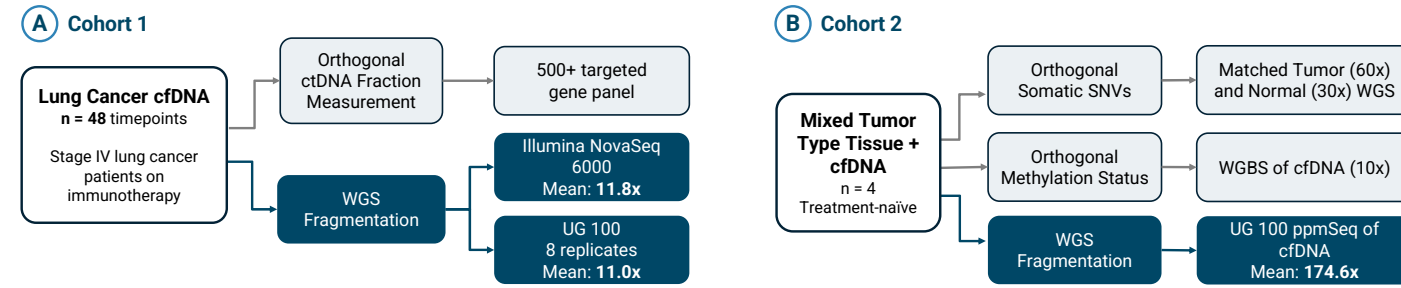 A Cohort 1
Lung Cancer cfDNA
n = 48 timepoints
Stage IV lung cancer
patients on
immunotherapy
Orthogonal
ctDNA Fraction
Measurement
500+ targeted
gene panel
WGS
Fragmentation
Illumina NovaSeq
6000
Mean: 11.8x
UG 100
8 replicates
Mean: 11.0x
B Cohort 2
Mixed Tumor
Type Tissue +
cfDNA
n = 4
Treatment-naïve
Orthogonal
Somatic SNVs
Matched Tumor (60x)
and Normal (30x) WGS
Orthogonal
Methylation Status
WGBS of cfDNA (10x)
WGS
Fragmentation
UG 100 ppmSeq of
cfDNA
Mean: 174.6x